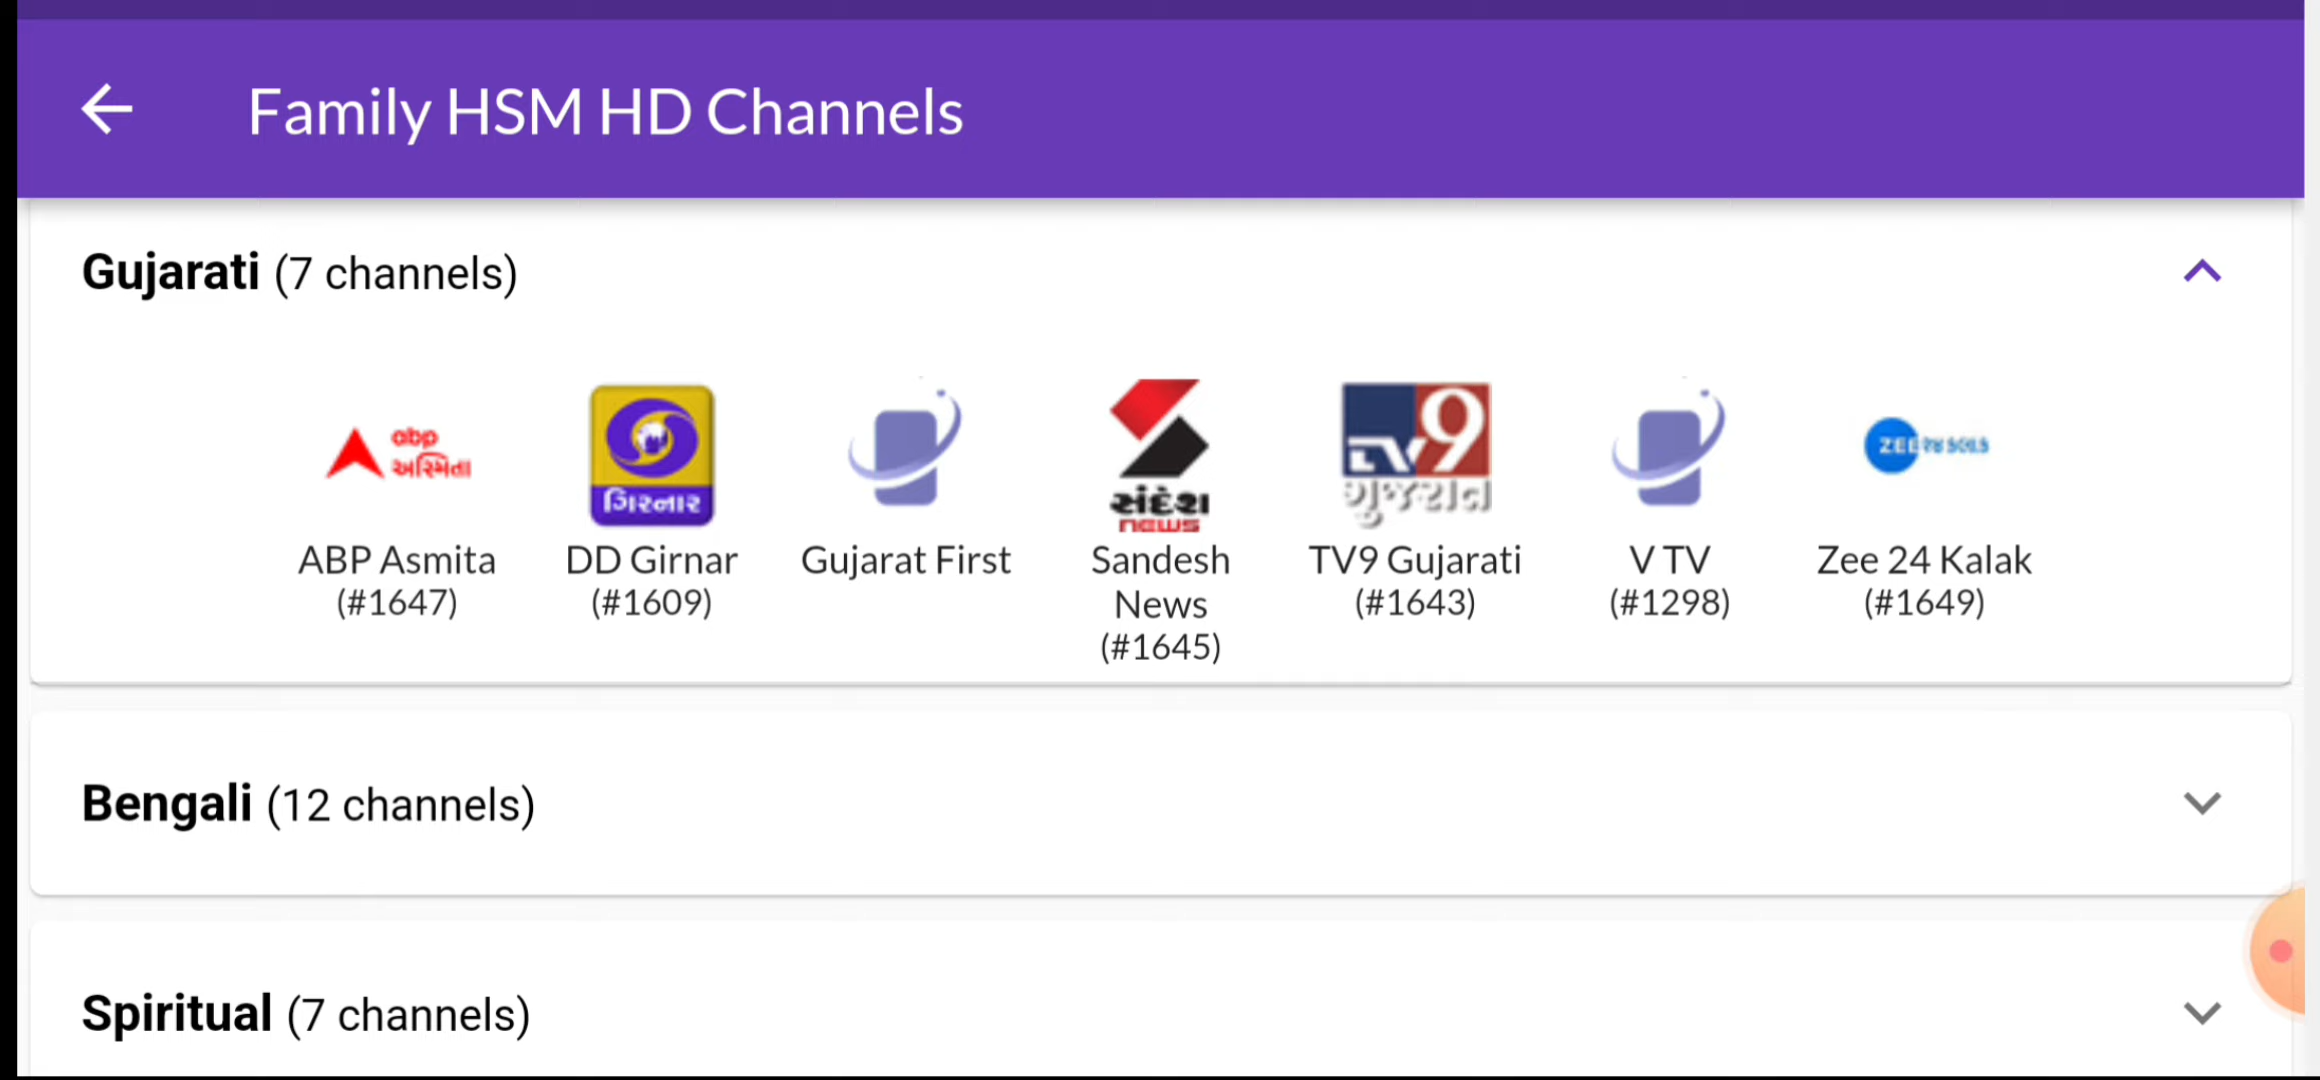 Family HSM HD Channels
Gujarati (7 channels)
abp
અસ્મિતા
ગિરનાર
સંદેશ
news
TV9
ગુજરાતી
ZEE ૨૪ કલાક
ABP Asmita
(#1647)
DD Girnar
(#1609)
Gujarat First
Sandesh
News
(#1645)
TV9 Gujarati
(#1643)
V TV
(#1298)
Zee 24 Kalak
(#1649)
Bengali (12 channels)
Spiritual (7 channels)